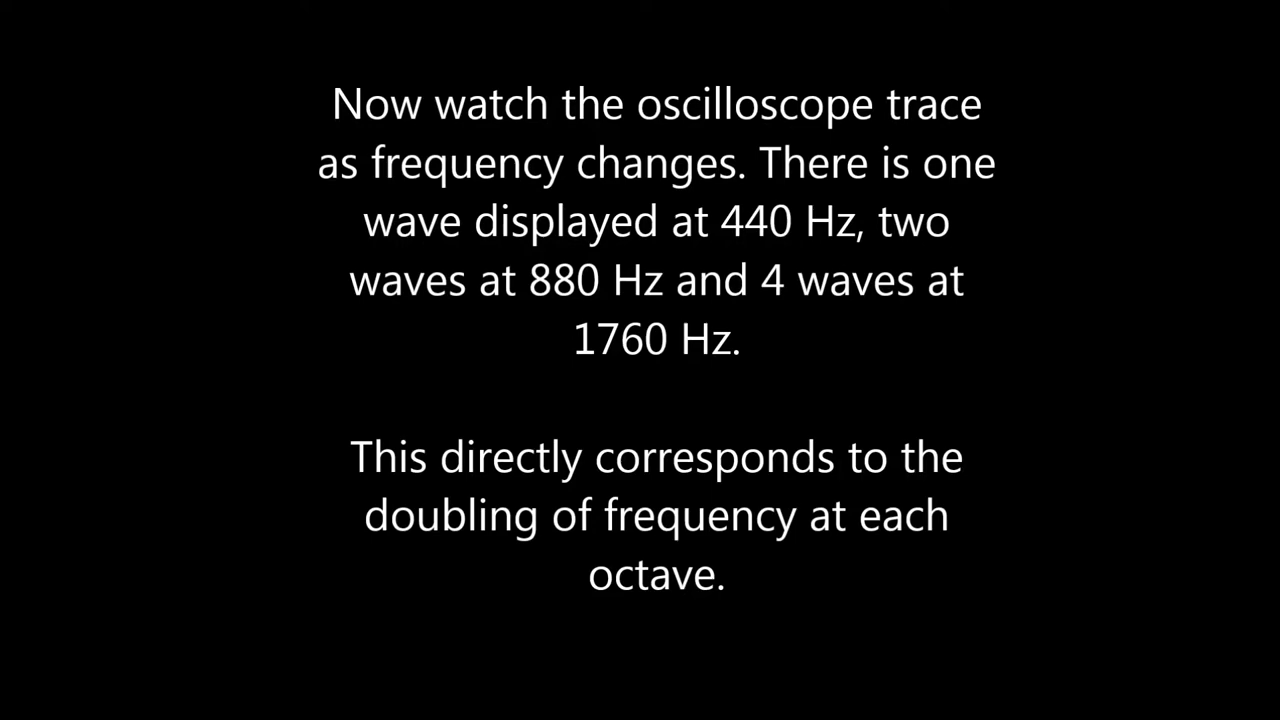 Now watch the oscilloscope trace
as frequency changes. There is one
wave displayed at 440 Hz, two
waves at 880 Hz and 4 waves at
1760 Hz.
This directly corresponds to the
doubling of frequency at each
octave.